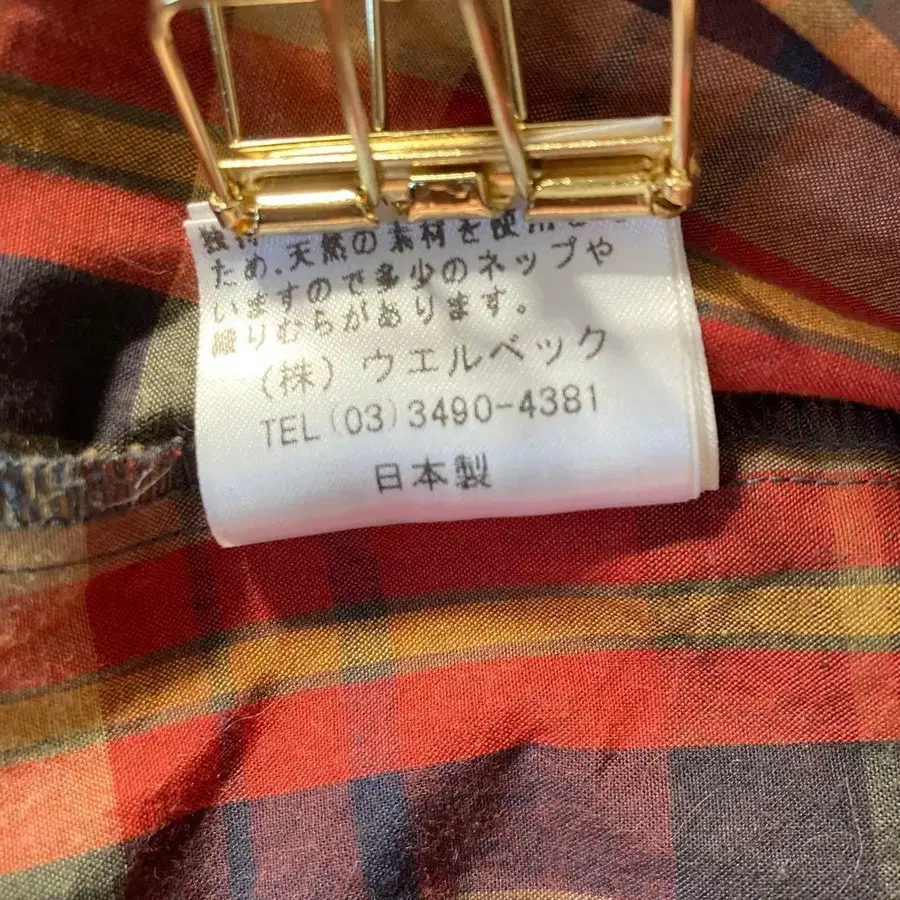 ため、天然の素材を使用して
いますので多少のネップや
織りむらがあります。
(株) ウエルベック
TEL(03)3490-4381
日本製